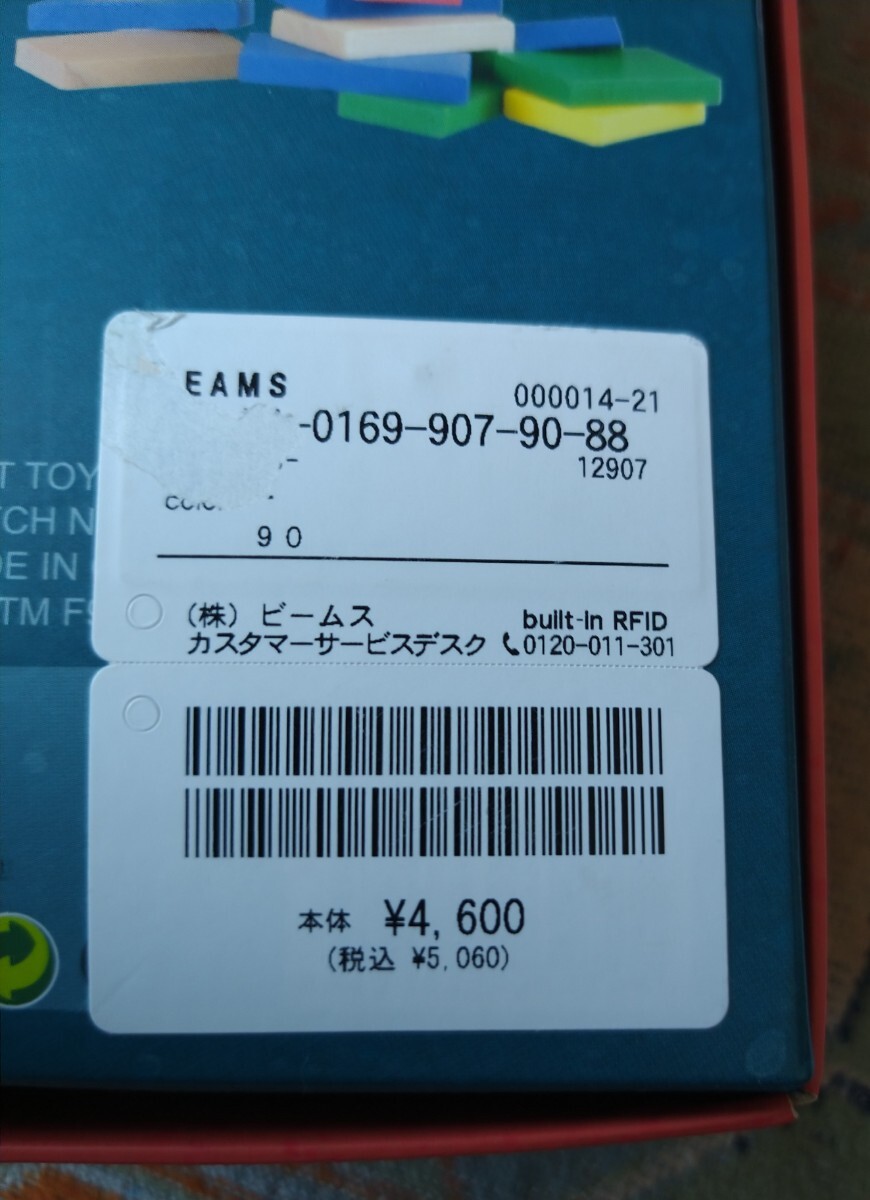 EAMS
000014-21
-0169-907-90-88
12907
90
(株) ビームス
built-in RFID
カスタマーサービスデスク 0120-011-301
T TOY
TCH N
DE IN
TM F9
本体 ¥4,600
(税込 ¥5,060)